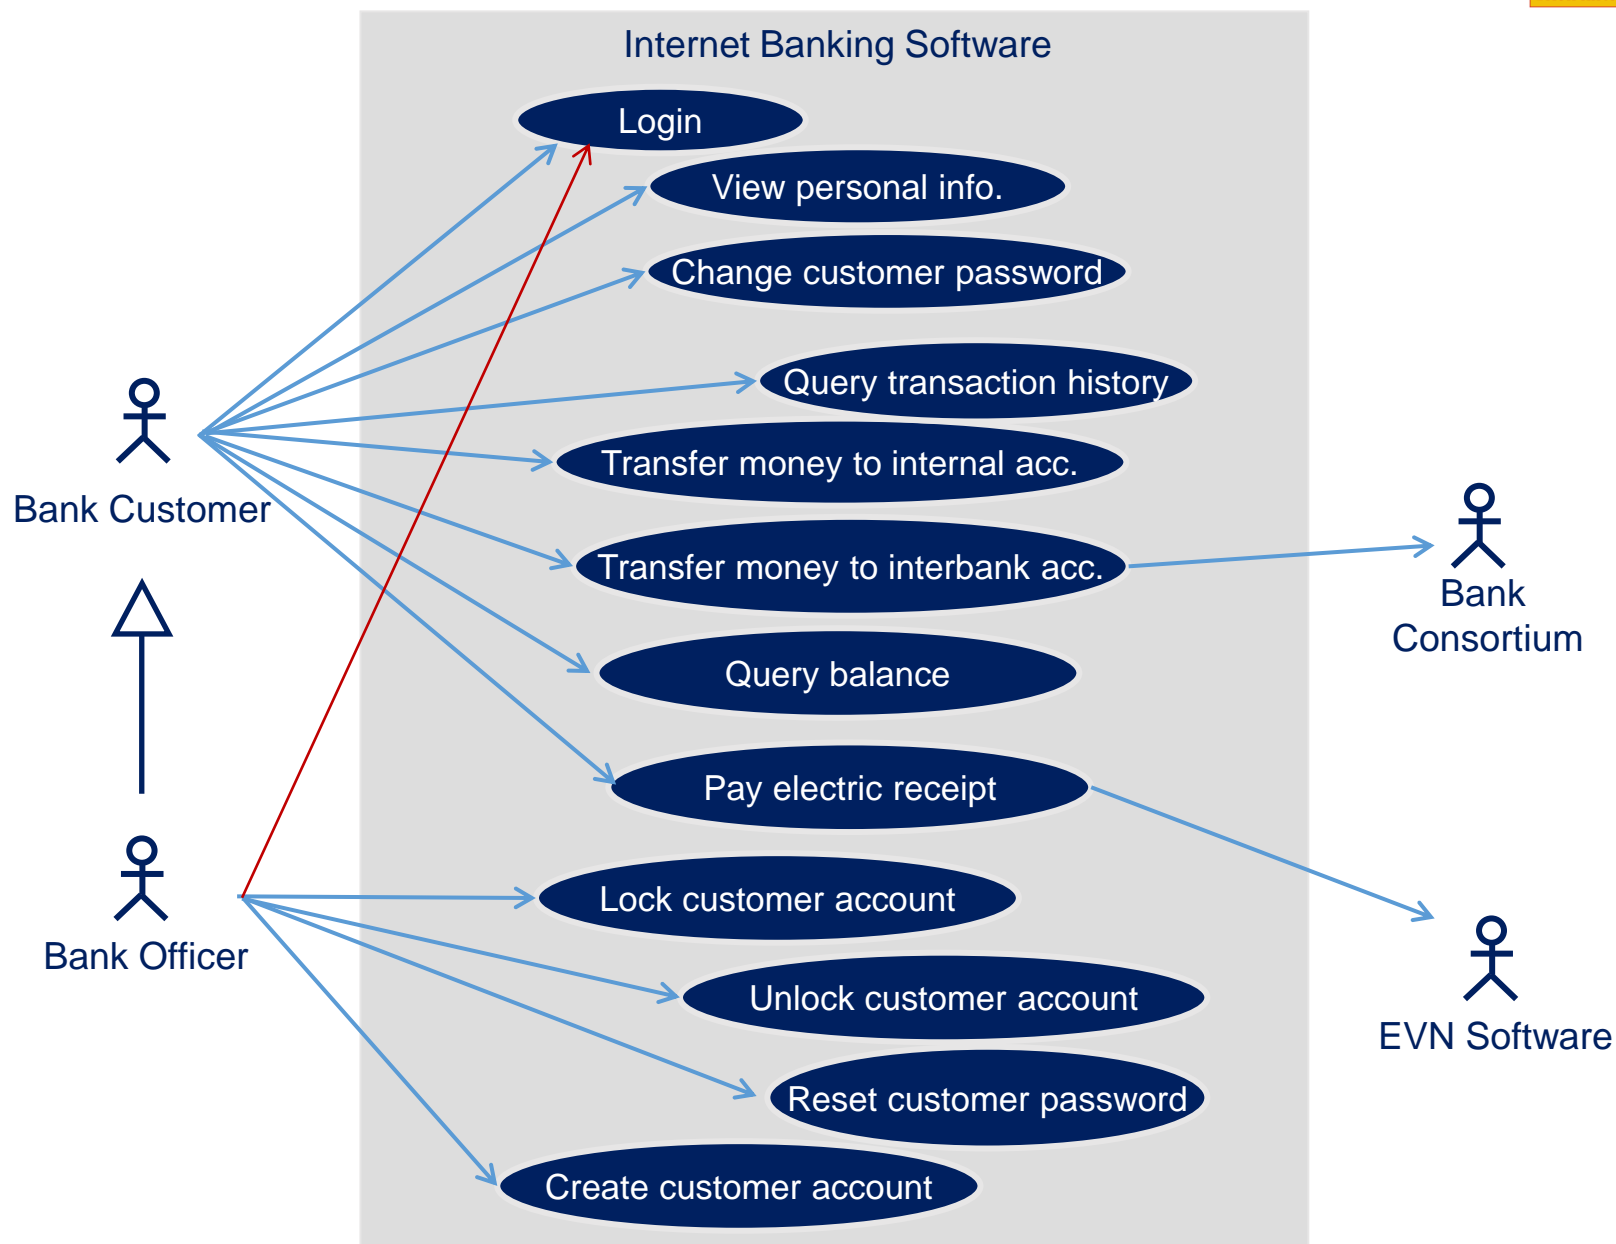 Internet Banking Software
Login
View personal info.
Change customer password
Query transaction history
Transfer money to internal acc.
Bank Customer
Transfer money to interbank acc.
Bank
Consortium
Query balance
Pay electric receipt
Lock customer account
Bank Officer
Unlock customer account
EVN Software
Reset customer password
Create customer account